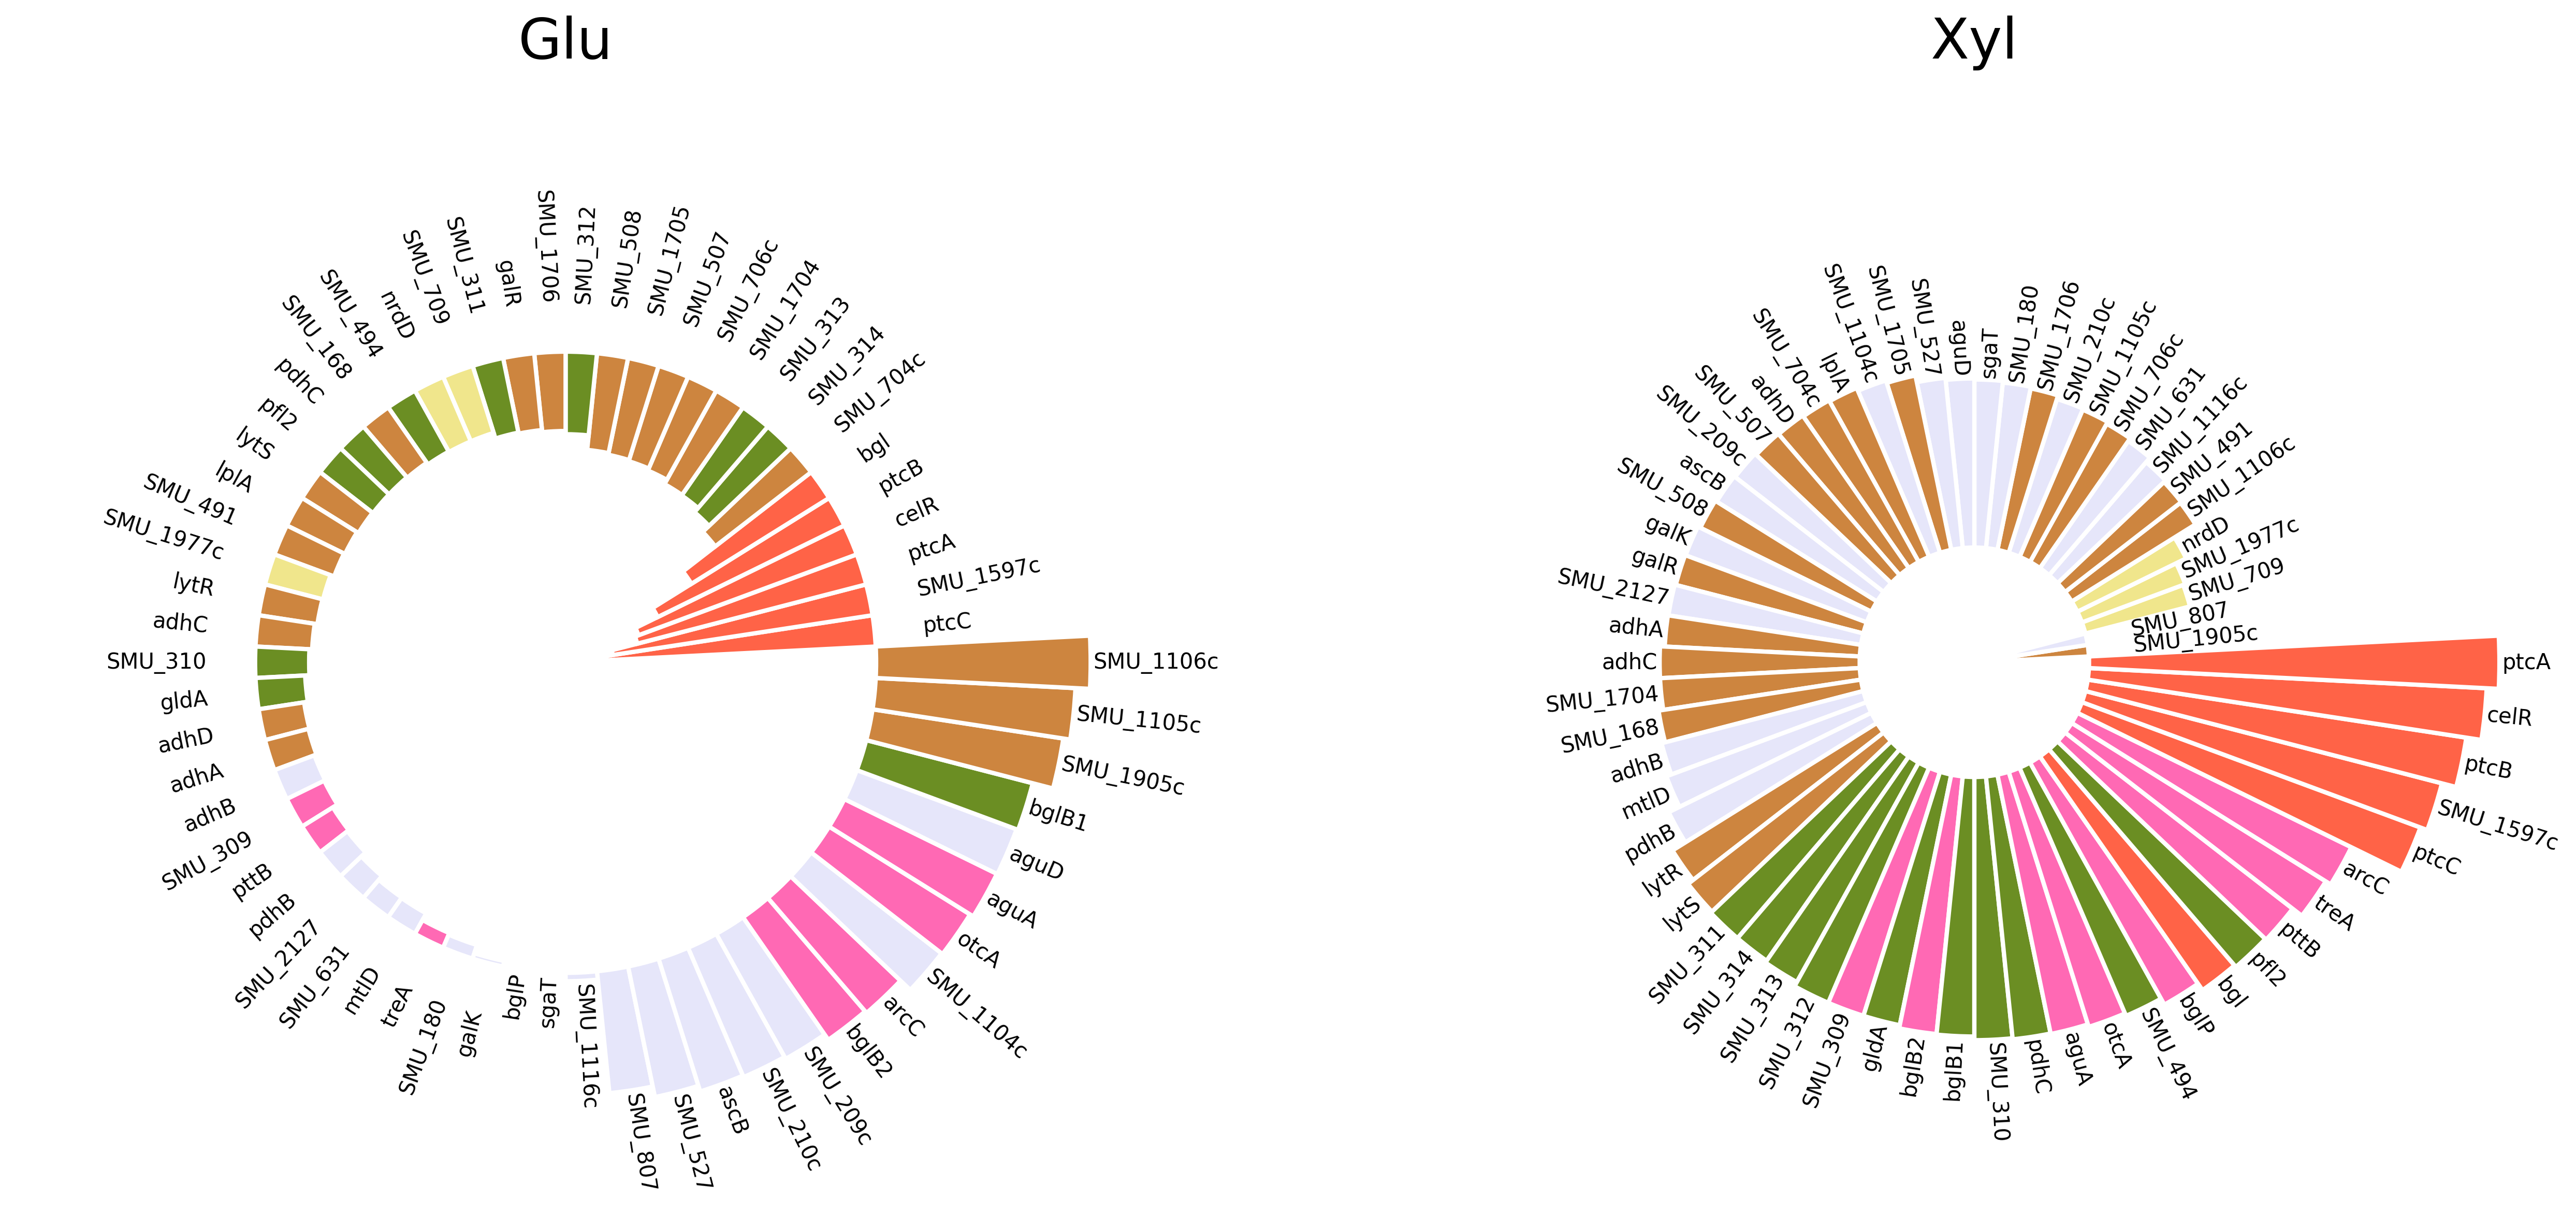 Glu
SMU_1106c
SMU_1105c
SMU_1905c
bglB1
aguD
aguA
otcA
SMU_1104c
arcC
bglB2
SMU_209c
SMU_210c
ascB
SMU_527
SMU_807
SMU_1116c
sgaT
bglP
galK
SMU_180
treA
mtlD
SMU_631
SMU_2127
pdhB
pttB
SMU_309
adhB
adhA
adhD
gldA
SMU_310
adhC
lytR
SMU_1977c
SMU_491
lplA
lytS
pfl2
pdhC
SMU_168
SMU_494
nrdD
SMU_709
SMU_311
galR
SMU_1706
SMU_312
SMU_508
SMU_1705
SMU_507
SMU_706c
SMU_1704
SMU_313
SMU_314
SMU_704c
bgl
ptcB
celR
ptcA
SMU_1597c
ptcC
Xyl
ptcA
celR
ptcB
SMU_1597c
ptcC
arcC
treA
pttB
pfl2
bgl
bglP
SMU_494
otcA
aguA
pdhC
SMU_310
bglB1
bglB2
gldA
SMU_309
SMU_312
SMU_313
SMU_314
SMU_311
lytS
lytR
pdhB
mtlD
adhB
SMU_168
SMU_1704
adhC
adhA
SMU_2127
galR
galK
SMU_508
ascB
SMU_209c
SMU_507
adhD
SMU_704c
lplA
SMU_1104c
SMU_1705
SMU_527
aguD
sgaT
SMU_180
SMU_1706
SMU_210c
SMU_1105c
SMU_706c
SMU_631
SMU_1116c
SMU_491
SMU_1106c
nrdD
SMU_1977c
SMU_709
SMU_807
SMU_1905c